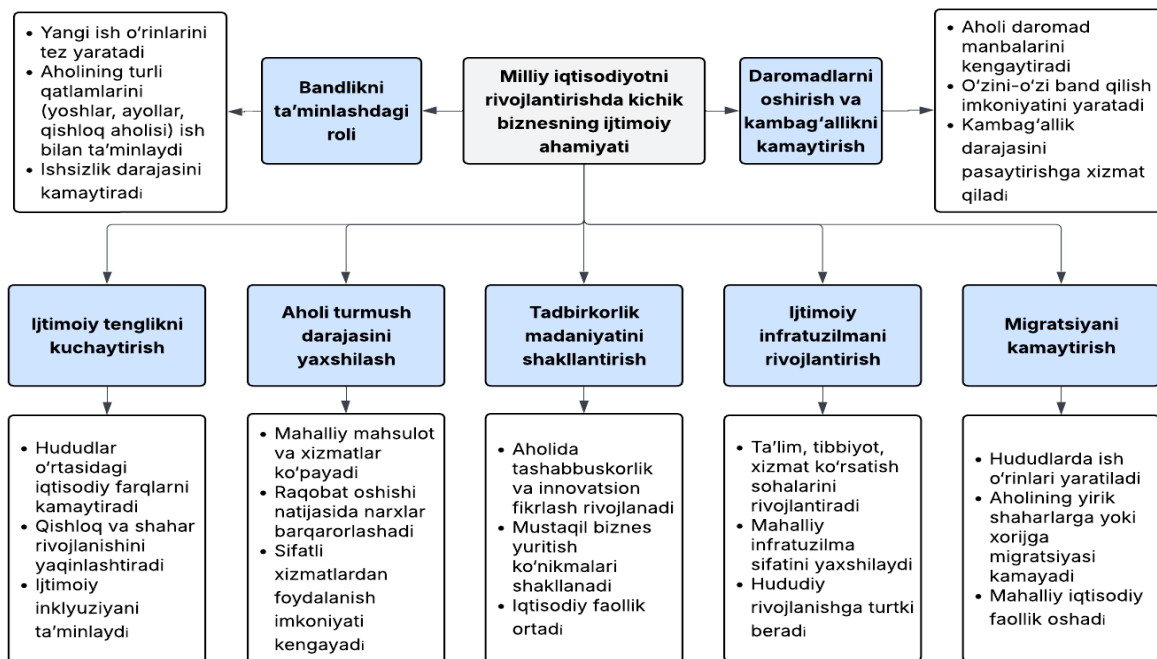 • Yangi ish o‘rinlarini
tez yaratadi
• Aholining turli
qatlamlarini
(yoshlar, ayollar,
qishloq aholisi) ish
bilan ta’minlaydi
• Ishsizlik darajasini
kamaytiradi
Bandlikni
ta’minlashdagi
roli
Milliy iqtisodiyotni
rivojlantirishda kichik
biznesning ijtimoiy
ahamiyati
Daromadlarni
oshirish va
kambag‘allikni
kamaytirish
• Aholi daromad
manbalarini
kengaytiradi
• O‘zini-o‘zi band qilish
imkoniyatini yaratadi
• Kambag‘allik
darajasini
pasaytirishga xizmat
qiladi
Ijtimoiy tenglikni
kuchaytirish
Aholi turmush
darajasini
yaxshilash
Tadbirkorlik
madaniyatini
shakllantirish
Ijtimoiy
infratuzilmani
rivojlantirish
Migratsiyani
kamaytirish
• Hududlar
o‘rtasidagi
iqtisodiy farqlarni
kamaytiradi
• Qishloq va shahar
rivojlanishini
yaqinlashtiradi
• Ijtimoiy
inklyuziyani
ta’minlaydi
• Mahalliy mahsulot
va xizmatlar
ko‘payadi
• Raqobat oshishi
natijasida narxlar
barqarorlashadi
• Sifatli
xizmatlardan
foydalanish
imkoniyati
kengayadi
• Aholida
tashabbuskorlik
va innovatsion
fikrlash rivojlanadi
• Mustaqil biznes
yuritish
ko‘nikmalari
shakllanadi
• Iqtisodiy faollik
ortadi
• Ta’lim, tibbiyot,
xizmat ko‘rsatish
sohalarini
rivojlantiradi
• Mahalliy
infratuzilma
sifatini yaxshilaydi
• Hududiy
rivojlanishga turtki
beradi
• Hududlarda ish
o‘rinlari yaratiladi
• Aholining yirik
shaharlarga yoki
xorijga
migratsiyasi
kamayadi
• Mahalliy iqtisodiy
faollik oshadi